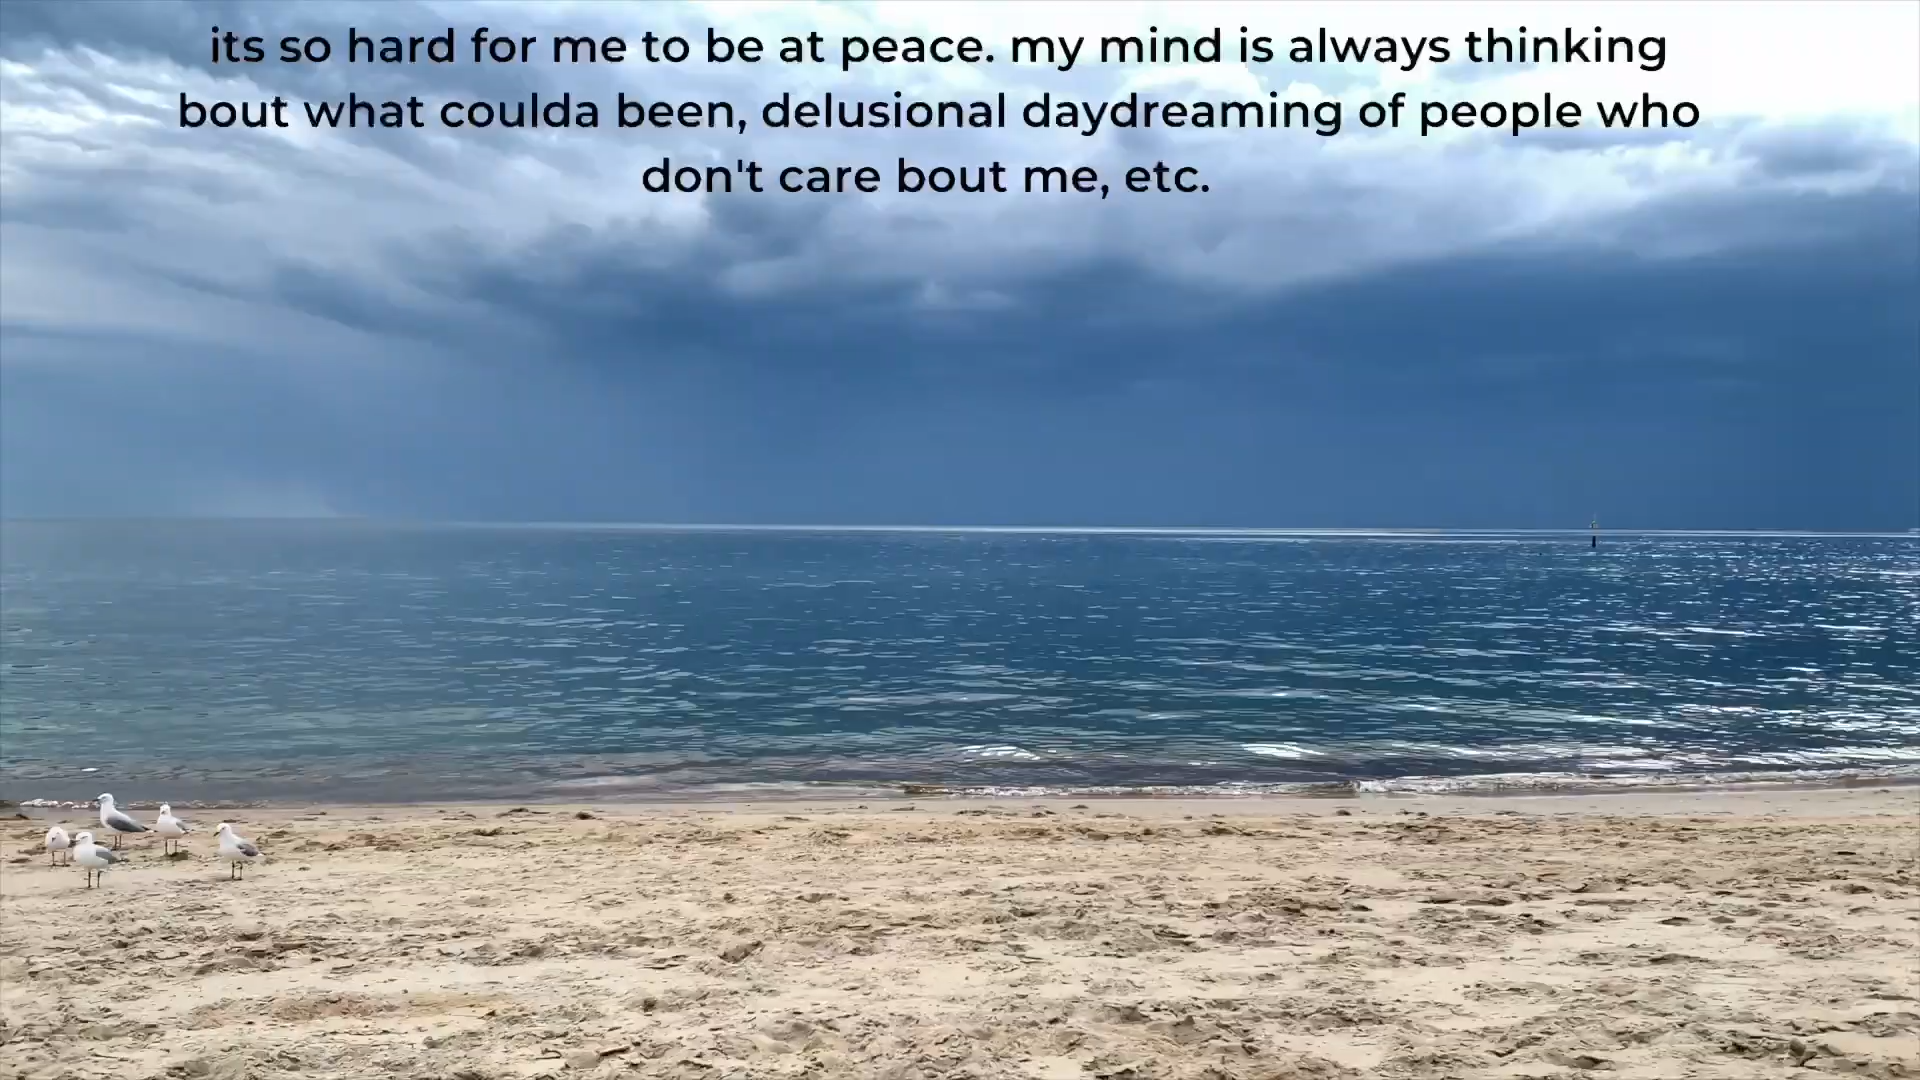 its so hard for me to be at peace. my mind is always thinking
bout what coulda been, delusional daydreaming of people who
don't care bout me, etc.